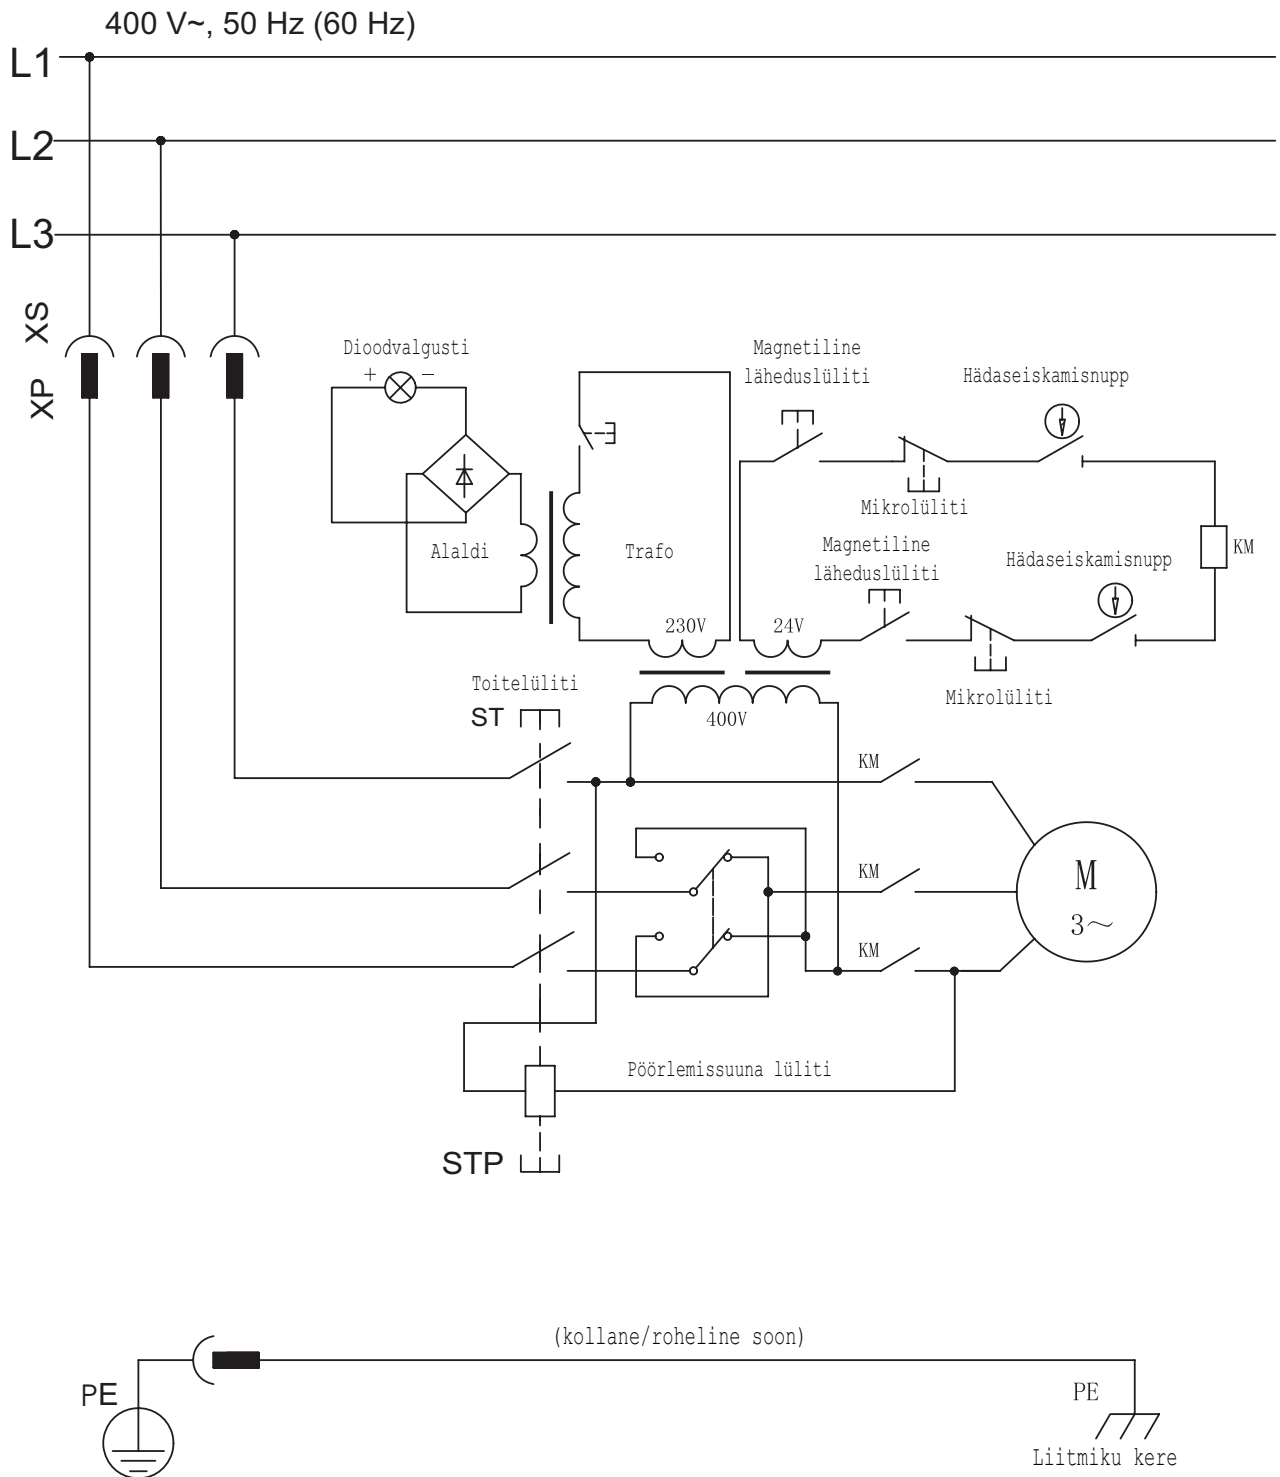 400 V~, 50 Hz (60 Hz)
L1
L2
L3
XS
XP
Dioodvalgusti
+
−
Alaldi
Trafo
Magnetiline
läheduslüliti
Hädaseiskamisnupp
Mikrolüliti
Magnetiline
läheduslüliti
Hädaseiskamisnupp
KM
230V
24V
Mikrolüliti
Toitelüliti
ST
400V
KM
KM
M
3~
KM
Pöörlemissuuna lüliti
STP
(kollane/roheline soon)
PE
PE
Liitmiku kere